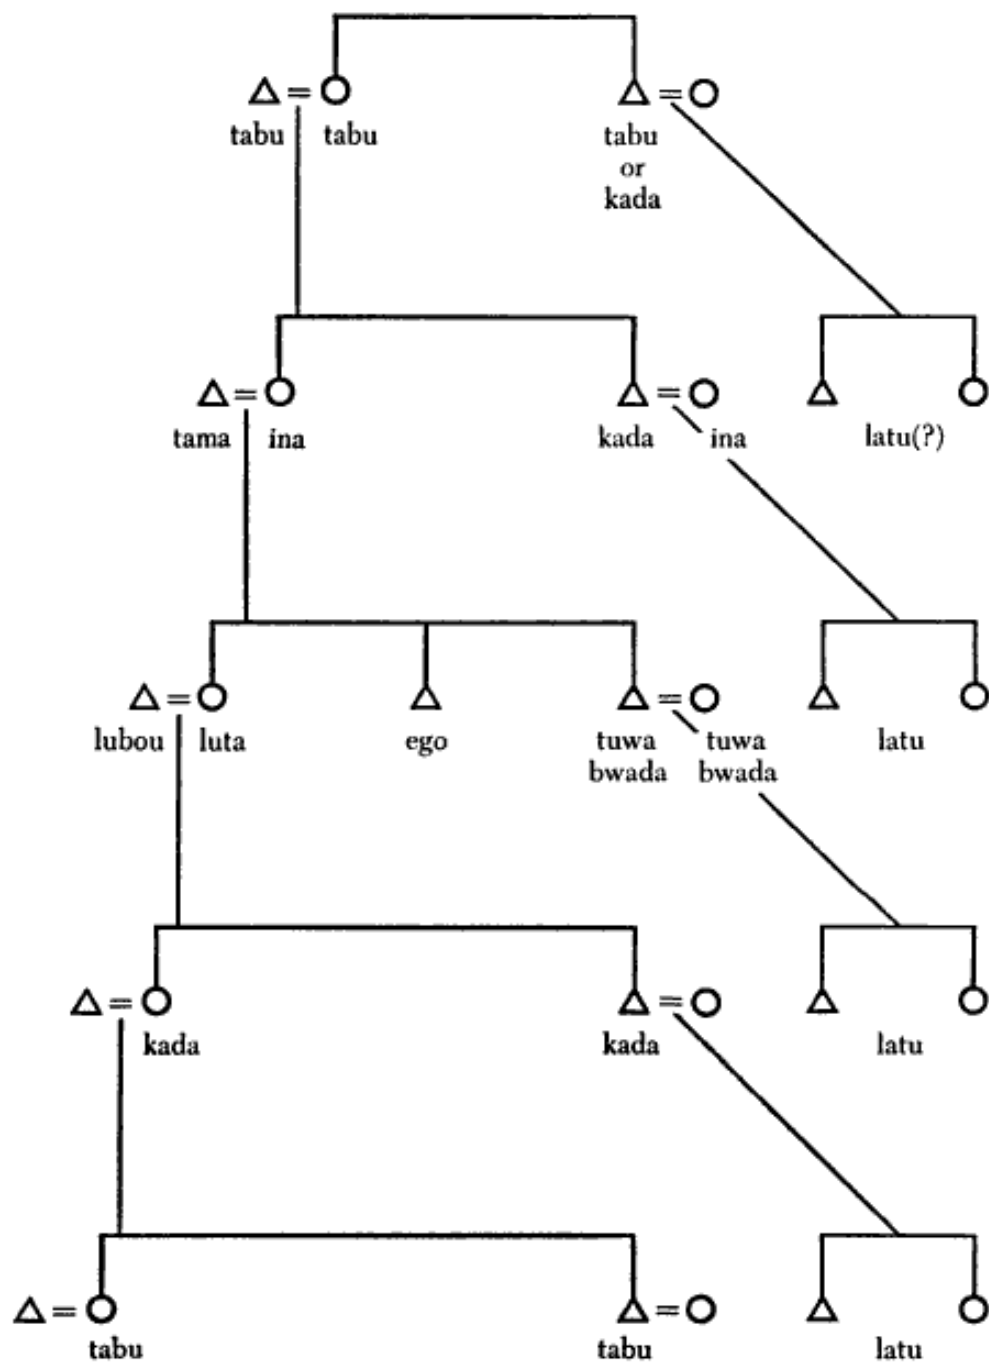 tabu tabu tabu
or
kada
tama ina kada ina latu(?)
lubou luta ego tuwa tuwa latu
bwada bwada
kada kada latu
tabu tabu latu